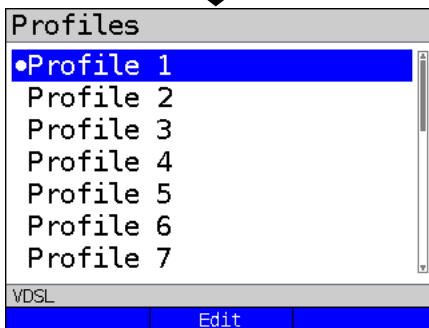 Profiles
•Profile 1
Profile 2
Profile 3
Profile 4
Profile 5
Profile 6
Profile 7
VDSL
Edit